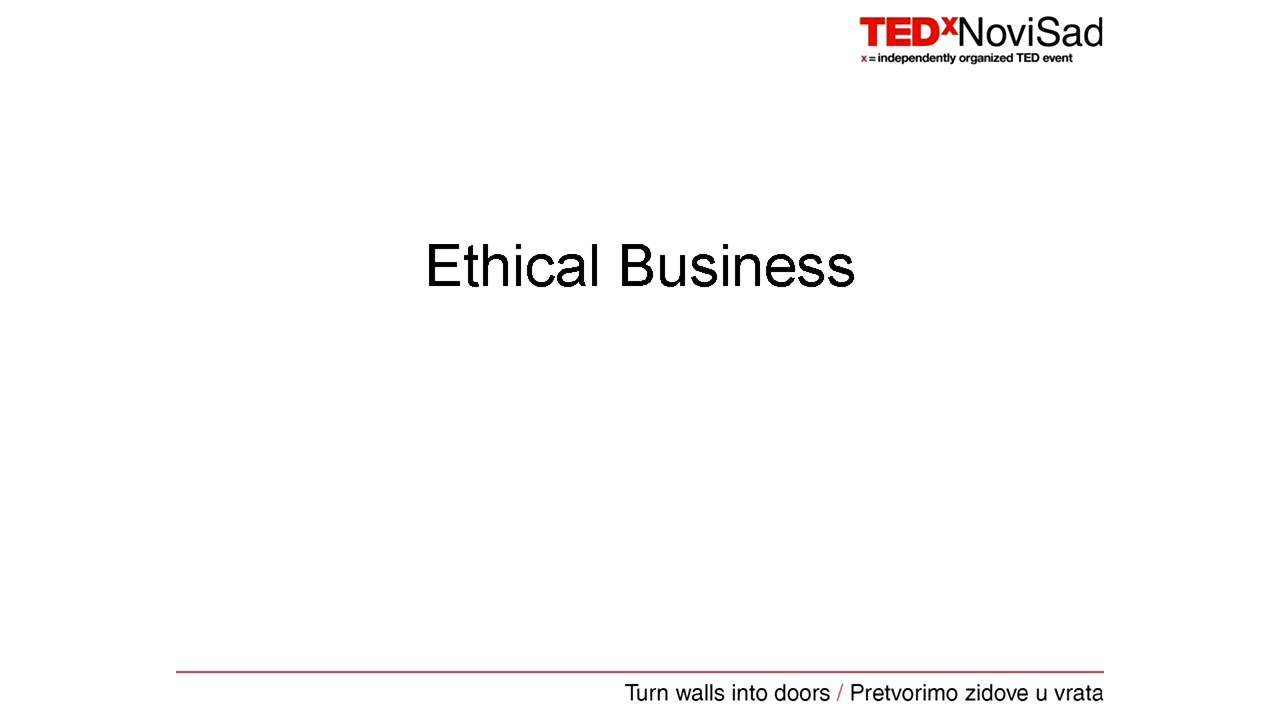 TEDxNoviSad
x = independently organized TED event
Ethical Business
Turn walls into doors / Pretvorimo zidove u vrata